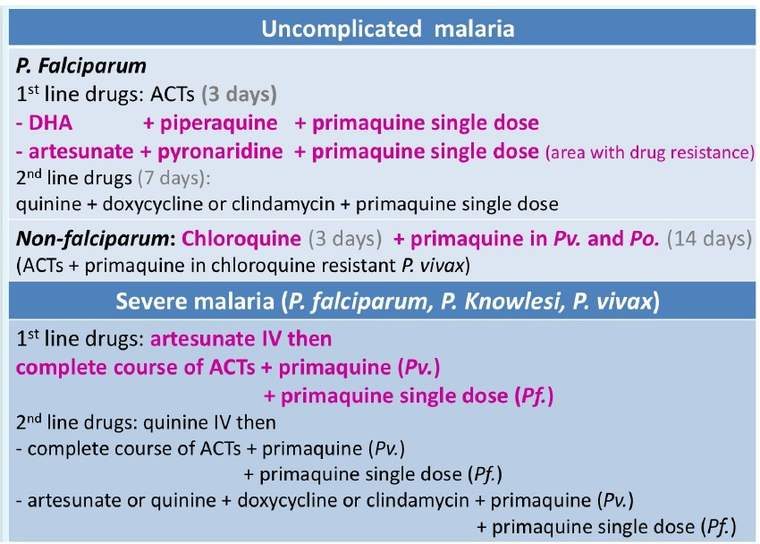 Uncomplicated malaria
P. Falciparum
1st line drugs: ACTs (3 days)
- DHA + piperaquine + primaquine single dose
- artesunate + pyronaridine + primaquine single dose (area with drug resistance)
2nd line drugs (7 days):
quinine + doxycycline or clindamycin + primaquine single dose
Non-falciparum: Chloroquine (3 days) + primaquine in Pv. and Po. (14 days)
(ACTs + primaquine in chloroquine resistant P. vivax)
Severe malaria (P. falciparum, P. Knowlesi, P. vivax)
1st line drugs: artesunate IV then
complete course of ACTs + primaquine (Pv.)
+ primaquine single dose (Pf.)
2nd line drugs: quinine IV then
- complete course of ACTs + primaquine (Pv.)
+ primaquine single dose (Pf.)
- artesunate or quinine + doxycycline or clindamycin + primaquine (Pv.)
+ primaquine single dose (Pf.)